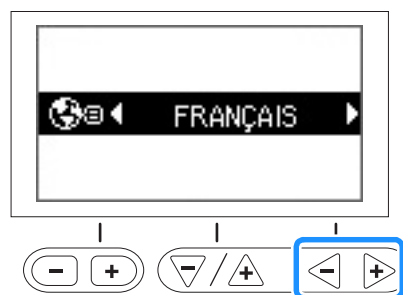 FRANÇAIS
- + - / + - +